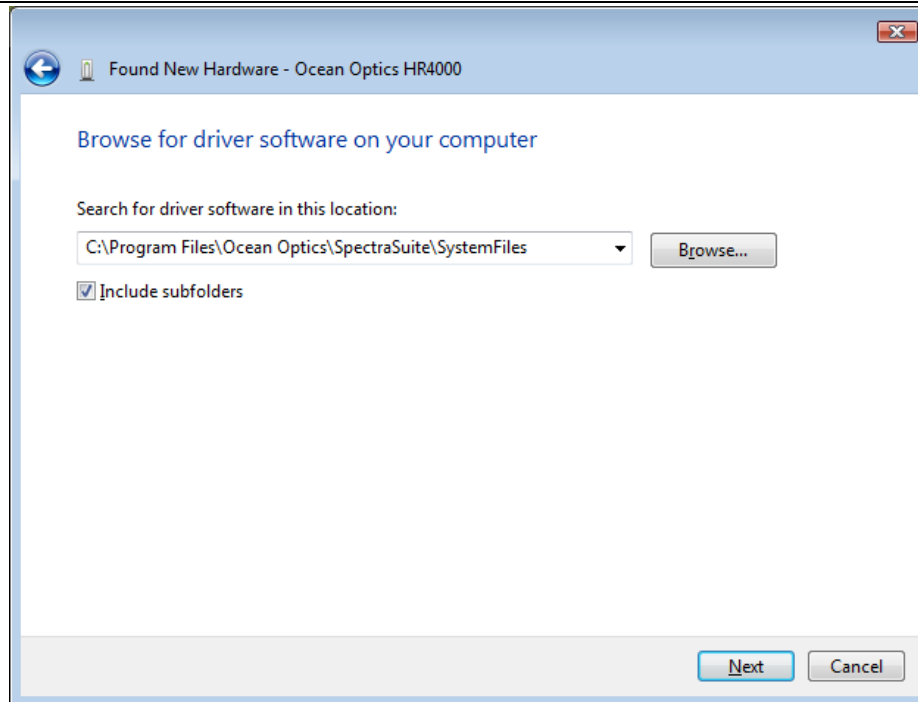 Found New Hardware - Ocean Optics HR4000
Browse for driver software on your computer
Search for driver software in this location:
C:\Program Files\Ocean Optics\SpectraSuite\SystemFiles
Browse...
Include subfolders
Next
Cancel